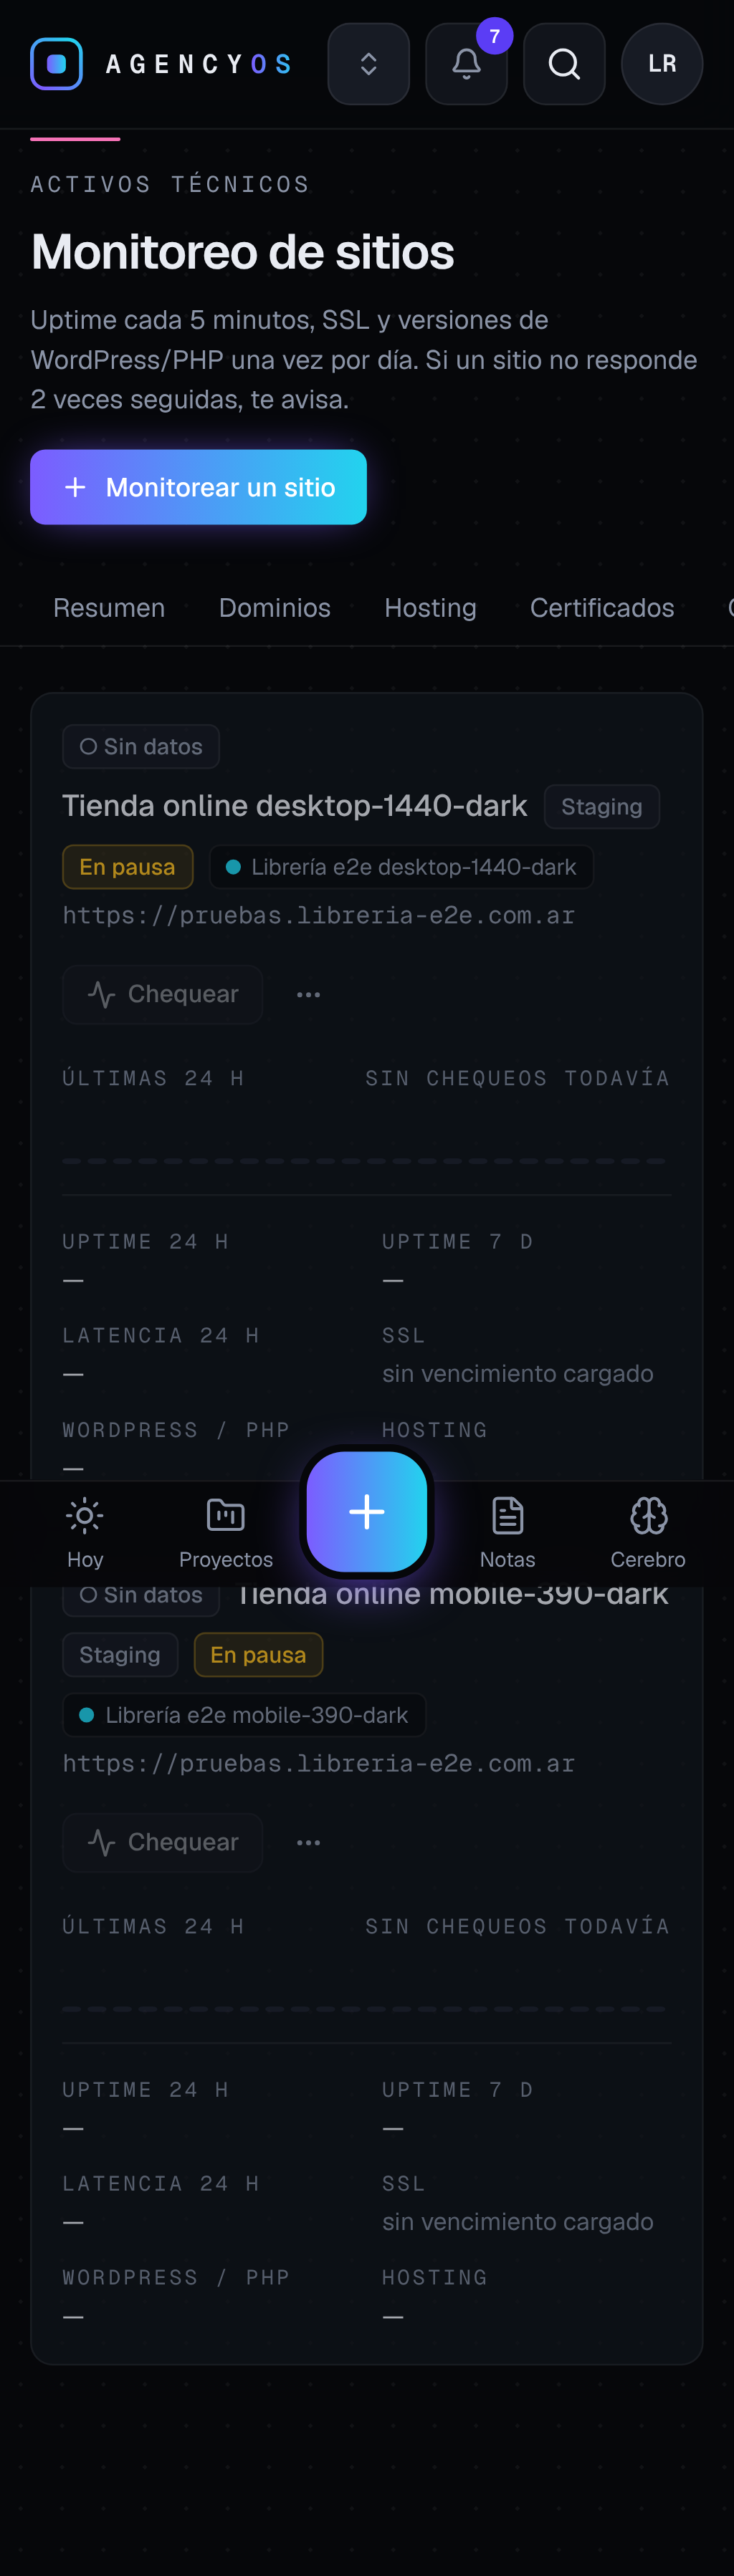 AGENCYOS
7
LR
ACTIVOS TÉCNICOS
Monitoreo de sitios
Uptime cada 5 minutos, SSL y versiones de
WordPress/PHP una vez por día. Si un sitio no responde
2 veces seguidas, te avisa.
+ Monitorear un sitio
Resumen Dominios Hosting Certificados
Sin datos
Tienda online desktop-1440-dark Staging
En pausa Librería e2e desktop-1440-dark
https://pruebas.libreria-e2e.com.ar
Chequear ···
ÚLTIMAS 24 H SIN CHEQUEOS TODAVÍA
UPTIME 24 H UPTIME 7 D
— —
LATENCIA 24 H SSL
— sin vencimiento cargado
WORDPRESS / PHP HOSTING
—
Hoy Proyectos + Notas Cerebro
Sin datos Tienda online mobile-390-dark
Staging En pausa
Librería e2e mobile-390-dark
https://pruebas.libreria-e2e.com.ar
Chequear ···
ÚLTIMAS 24 H SIN CHEQUEOS TODAVÍA
UPTIME 24 H UPTIME 7 D
— —
LATENCIA 24 H SSL
— sin vencimiento cargado
WORDPRESS / PHP HOSTING
— —